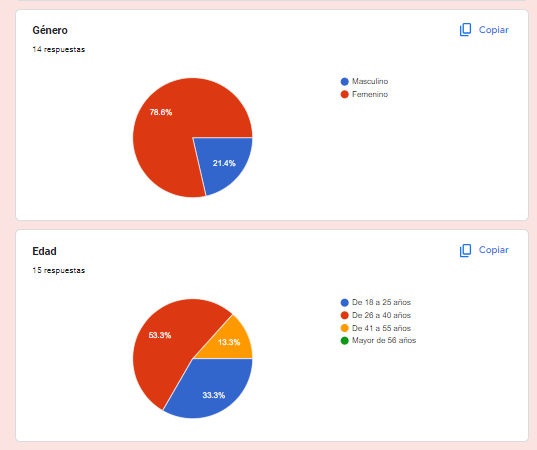 Género
Copiar
14 respuestas
Masculino
Femenino
78.6%
21.4%
Edad
Copiar
15 respuestas
De 18 a 25 años
De 26 a 40 años
De 41 a 55 años
Mayor de 56 años
53.3%
13.3%
33.3%